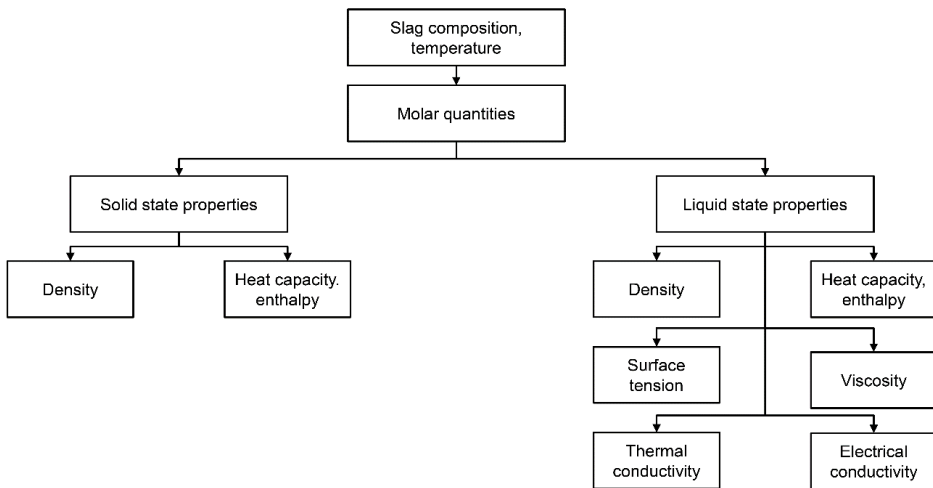 Slag composition,
temperature
Molar quantities
Solid state properties
Liquid state properties
Density
Heat capacity.
enthalpy
Density
Heat capacity,
enthalpy
Surface
tension
Viscosity
Thermal
conductivity
Electrical
conductivity